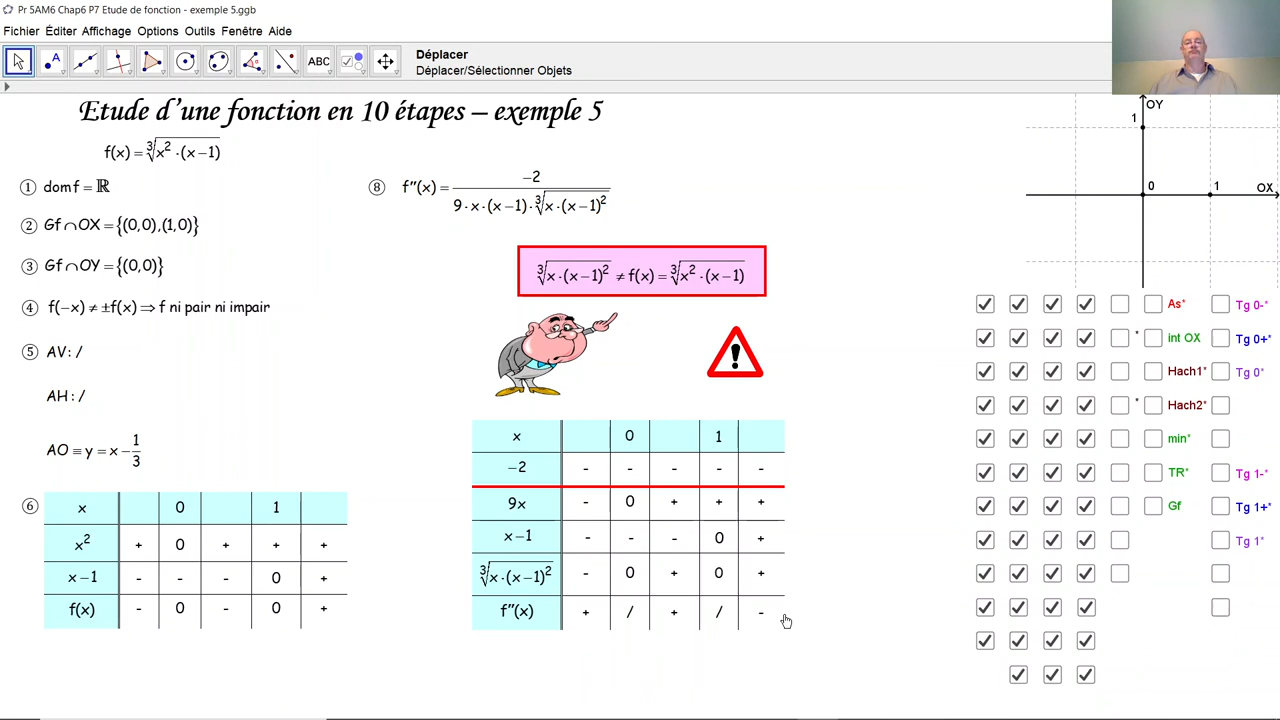 Pr 5AM6 Chap6 P7 Etude de fonction - exemple 5.ggb
Fichier Éditer Affichage Options Outils Fenêtre Aide
A ABC a=2 Déplacer
Déplacer/Sélectionner Objets
Etude d'une fonction en 10 étapes – exemple 5
f(x) = ∛(x²·(x−1))
① dom f = ℝ
② Gf ∩ OX = {(0,0),(1,0)}
③ Gf ∩ OY = {(0,0)}
④ f(−x) ≠ ±f(x) ⇒ f ni pair ni impair
⑤ AV : /
AH : /
AO ≡ y = x − 1/3
⑥ x 0 1
x² + 0 + + +
x−1 - - - 0 +
f(x) - 0 - 0 +
⑧ f''(x) = −2 / (9·x·(x−1)·∛(x·(x−1)²))
∛(x·(x−1)²) ≠ f(x) = ∛(x²·(x−1))
!
x 0 1
−2 - - - - -
9x - 0 + + +
x−1 - - - 0 +
∛(x·(x−1)²) - 0 + 0 +
f''(x) + / + / -
OY
1
0 1 OX
As* Tg 0-*
* int OX Tg 0+*
Hach1* Tg 0*
* Hach2*
min*
TR* Tg 1-*
Gf Tg 1+*
Tg 1*